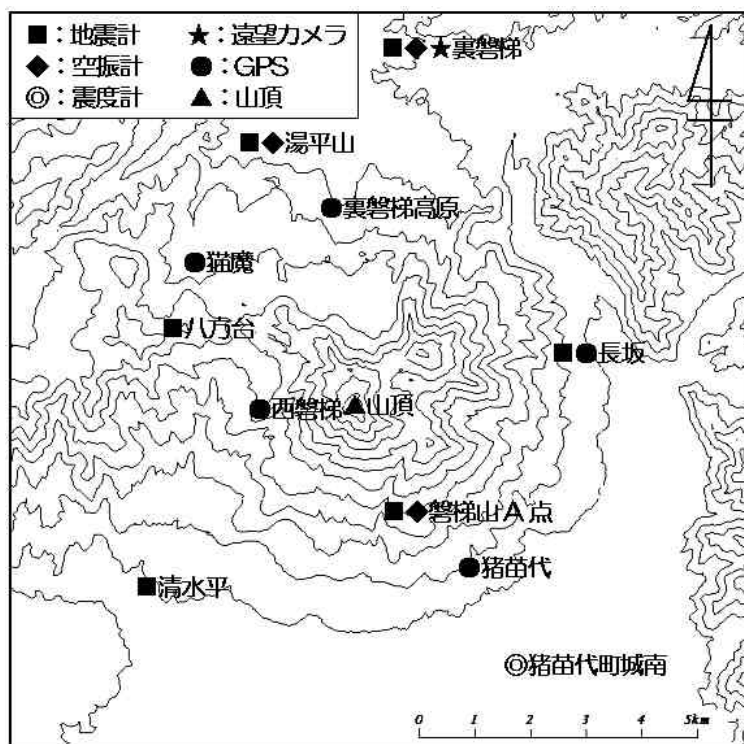 ■：地震計 ★：遠望カメラ
◆：空振計 ●：GPS
◎：震度計 ▲：山頂
裏磐梯
湯平山
裏磐梯高原
猫魔
八方台
長坂
西磐梯
山頂
磐梯山A点
猪苗代
清水平
猪苗代町城南
0 1 2 3 4 5km